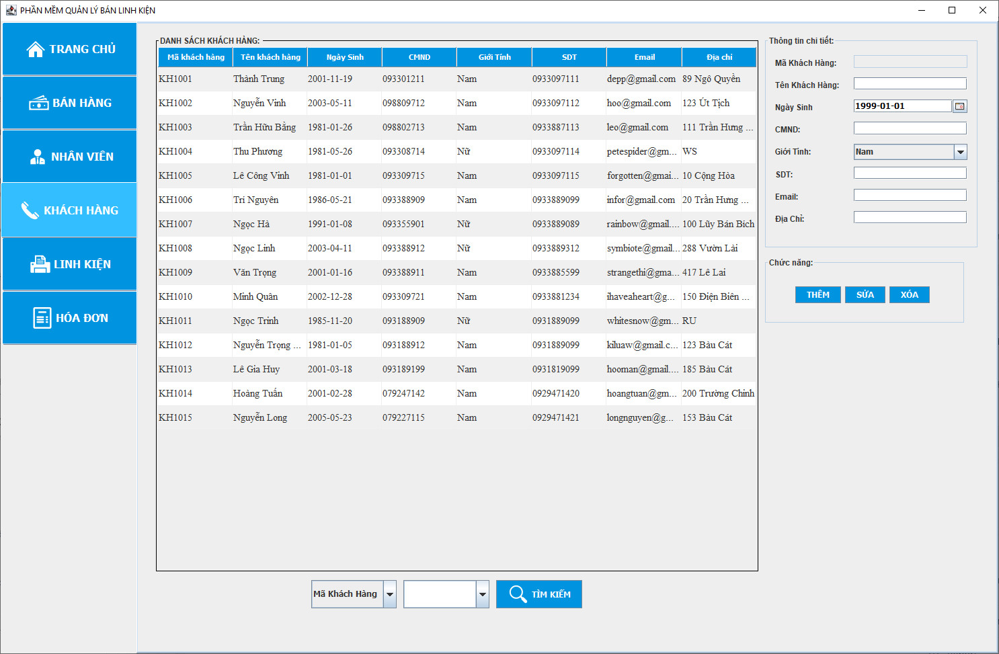 PHẦN MỀM QUẢN LÝ BÁN LINH KIỆN
TRANG CHỦ
BÁN HÀNG
NHÂN VIÊN
KHÁCH HÀNG
LINH KIỆN
HÓA ĐƠN
DANH SÁCH KHÁCH HÀNG:
Mã khách hàng Tên khách hàng Ngày Sinh CMND Giới Tính SDT Email Địa chỉ
KH1001 Thành Trung 2001-11-19 093301211 Nam 0933097111 depp@gmail.com 89 Ngô Quyền
KH1002 Nguyễn Vinh 2003-05-11 098809712 Nam 0933097112 hoo@gmail.com 123 Út Tịch
KH1003 Trần Hữu Bằng 1981-01-26 098802713 Nam 0933887113 leo@gmail.com 111 Trần Hưng ...
KH1004 Thu Phương 1981-05-26 093308714 Nữ 0933097114 petespider@gm... WS
KH1005 Lê Công Vinh 1981-01-01 093309715 Nam 0933097115 forgotten@gmai... 10 Cộng Hòa
KH1006 Tri Nguyên 1986-05-21 093388909 Nam 0933889099 infor@gmail.com 20 Trần Hưng ...
KH1007 Ngọc Hà 1991-01-08 093355901 Nữ 0933889089 rainbow@gmail.... 100 Lũy Bán Bích
KH1008 Ngọc Linh 2003-04-11 093388912 Nữ 0933889312 symbiote@gmail... 288 Vườn Lài
KH1009 Văn Trọng 2001-01-16 093388911 Nam 0933885599 strangethi@gma... 417 Lê Lai
KH1010 Minh Quân 2002-12-28 093309721 Nam 0933881234 ihaveaheart@g... 150 Điện Biên ...
KH1011 Ngọc Trinh 1985-11-20 093188909 Nữ 0931889099 whitesnow@gm... RU
KH1012 Nguyễn Trọng ... 1981-01-05 093188912 Nam 0931889099 kiluaw@gmail.c... 123 Bàu Cát
KH1013 Lê Gia Huy 2001-03-18 093189199 Nam 0931819099 hooman@gmail.... 185 Bàu Cát
KH1014 Hoàng Tuấn 2001-02-28 079247142 Nam 0929471420 hoangtuan@gm... 200 Trường Chinh
KH1015 Nguyễn Long 2005-05-23 079227115 Nam 0929471421 longnguyen@g... 153 Bàu Cát
Mã Khách Hàng
TÌM KIẾM
Thông tin chi tiết:
Mã Khách Hàng:
Tên Khách Hàng:
Ngày Sinh 1999-01-01
CMND:
Giới Tính: Nam
SDT:
Email:
Địa Chỉ:
Chức năng:
THÊM SỬA XÓA